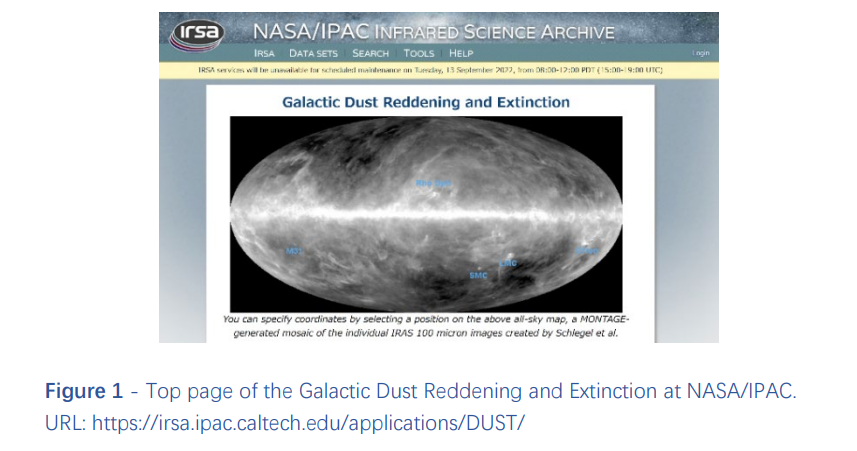 irsa
NASA/IPAC INFRARED SCIENCE ARCHIVE
IRSA DATA SETS SEARCH TOOLS HELP
Login
IRSA services will be unavailable for scheduled maintenance on Tuesday, 13 September 2022, from 08:00-12:00 PDT (15:00-19:00 UTC)
Galactic Dust Reddening and Extinction
M31
LMC
SMC
You can specify coordinates by selecting a position on the above all-sky map, a MONTAGE-
generated mosaic of the individual IRAS 100 micron images created by Schlegel et al.
Figure 1 - Top page of the Galactic Dust Reddening and Extinction at NASA/IPAC.
URL: https://irsa.ipac.caltech.edu/applications/DUST/